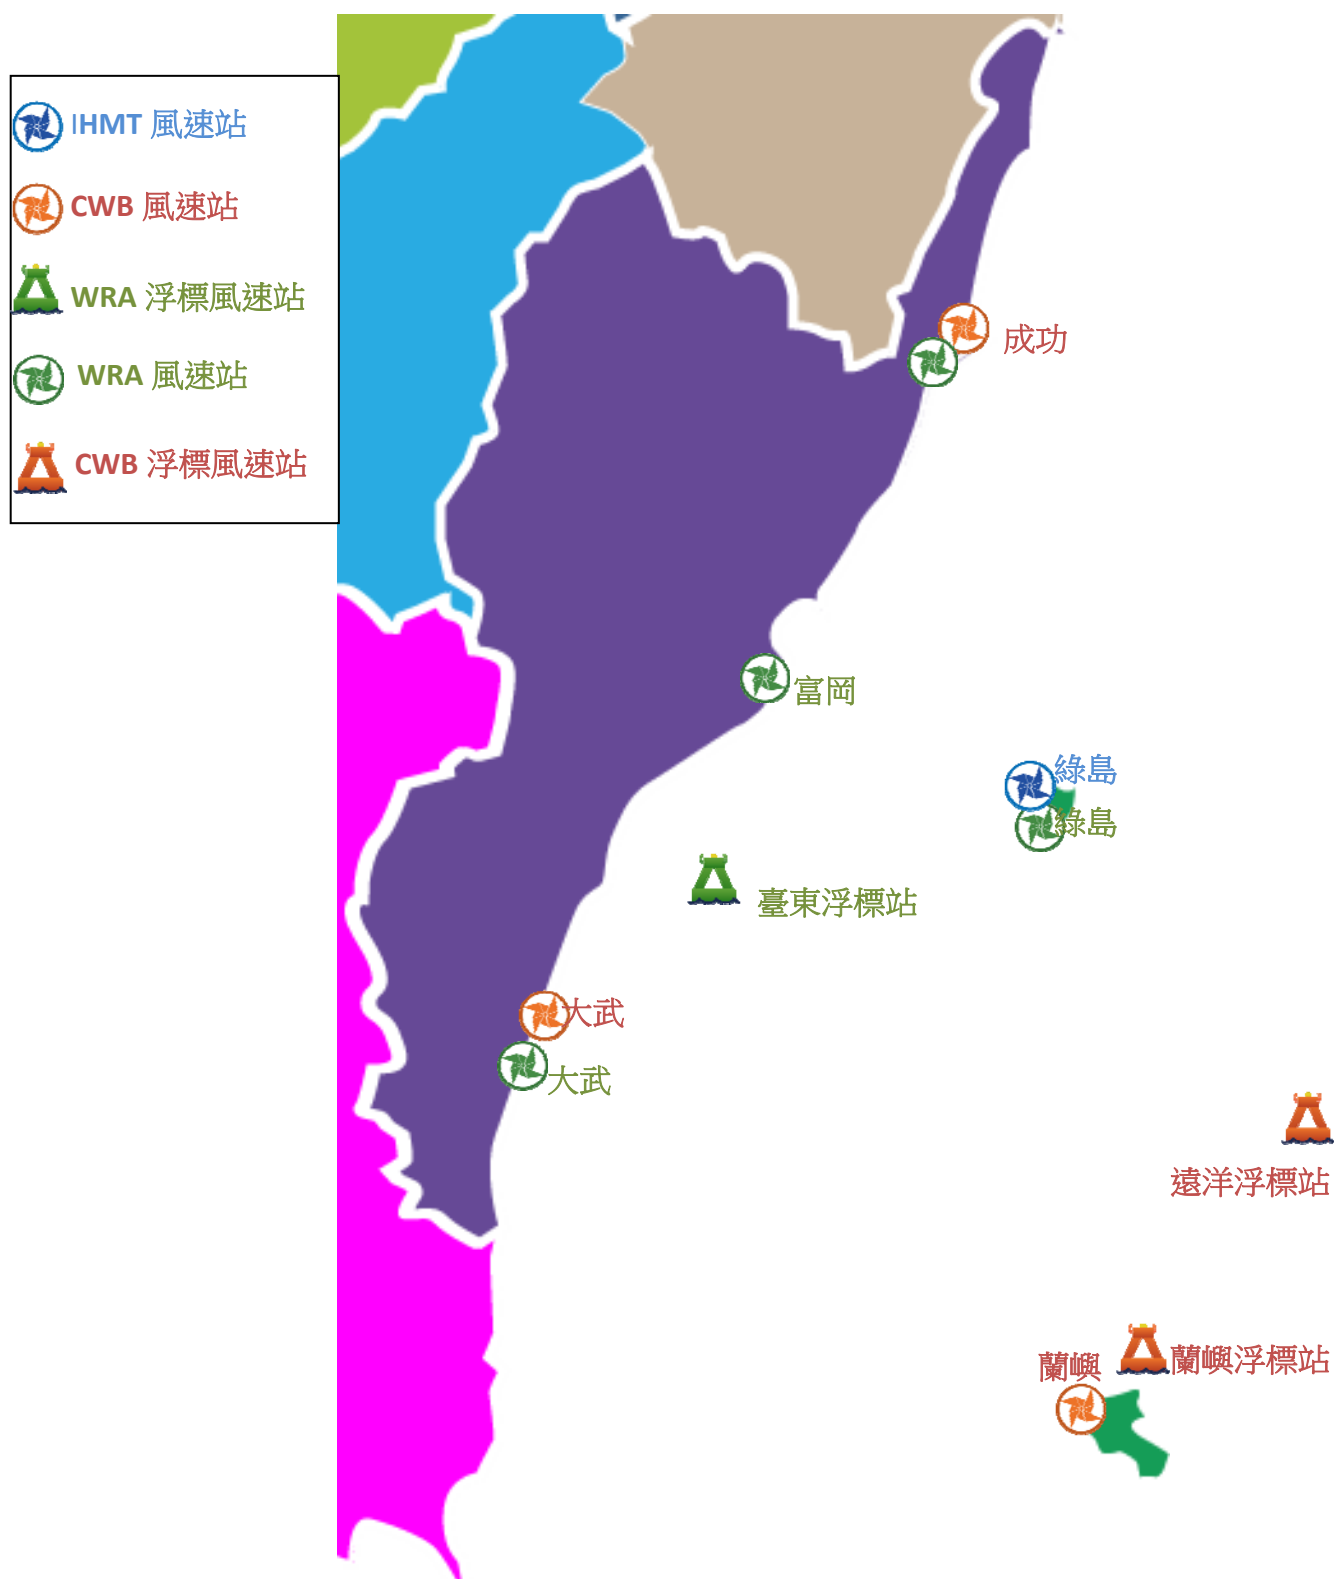 IHMT 風速站
CWB 風速站
WRA 浮標風速站
WRA 風速站
CWB 浮標風速站
成功
富岡
綠島
綠島
臺東浮標站
大武
大武
遠洋浮標站
蘭嶼
蘭嶼浮標站